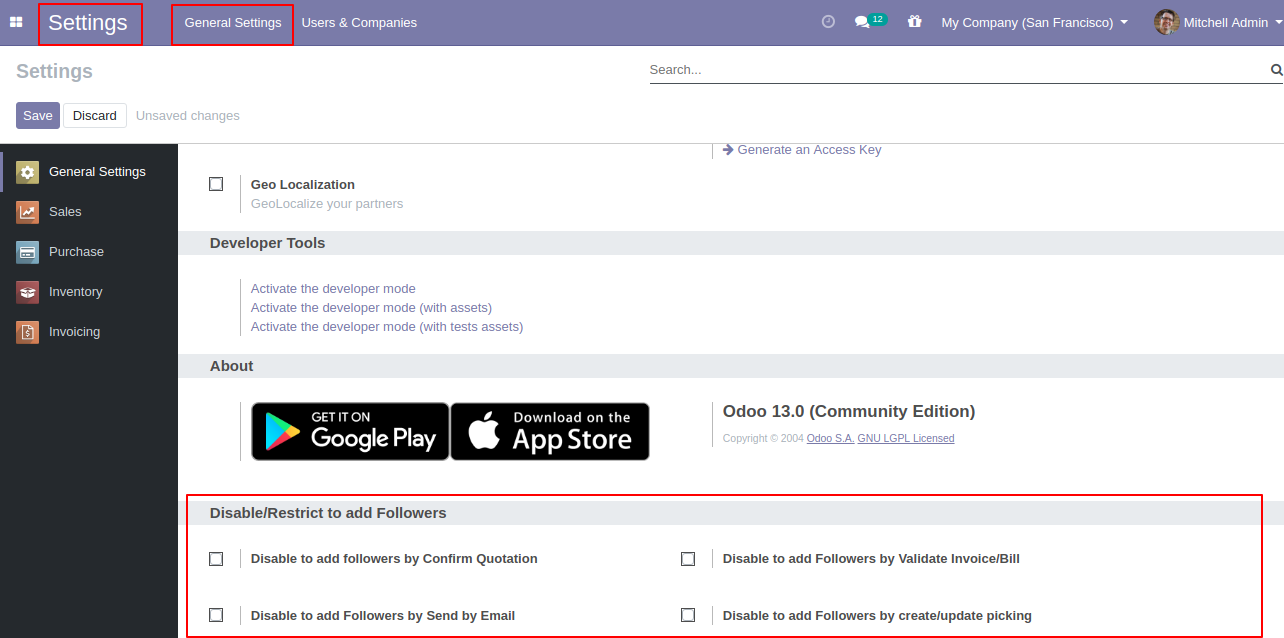 Settings General Settings Users & Companies 12 My Company (San Francisco) Mitchell Admin
Settings Search...
Save Discard Unsaved changes
Generate an Access Key
General Settings
Sales
Purchase
Inventory
Invoicing
Geo Localization
GeoLocalize your partners
Developer Tools
Activate the developer mode
Activate the developer mode (with assets)
Activate the developer mode (with tests assets)
About
GET IT ON
Google Play
Download on the
App Store
Odoo 13.0 (Community Edition)
Copyright © 2004 Odoo S.A. GNU LGPL Licensed
Disable/Restrict to add Followers
Disable to add followers by Confirm Quotation
Disable to add Followers by Validate Invoice/Bill
Disable to add Followers by Send by Email
Disable to add Followers by create/update picking